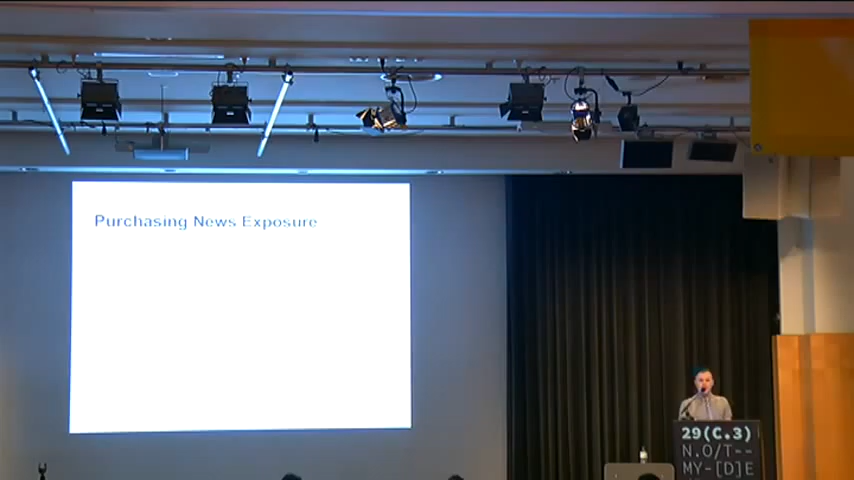 Purchasing News Exposure
29(C.3)
N.O/T--
MY-[D]E